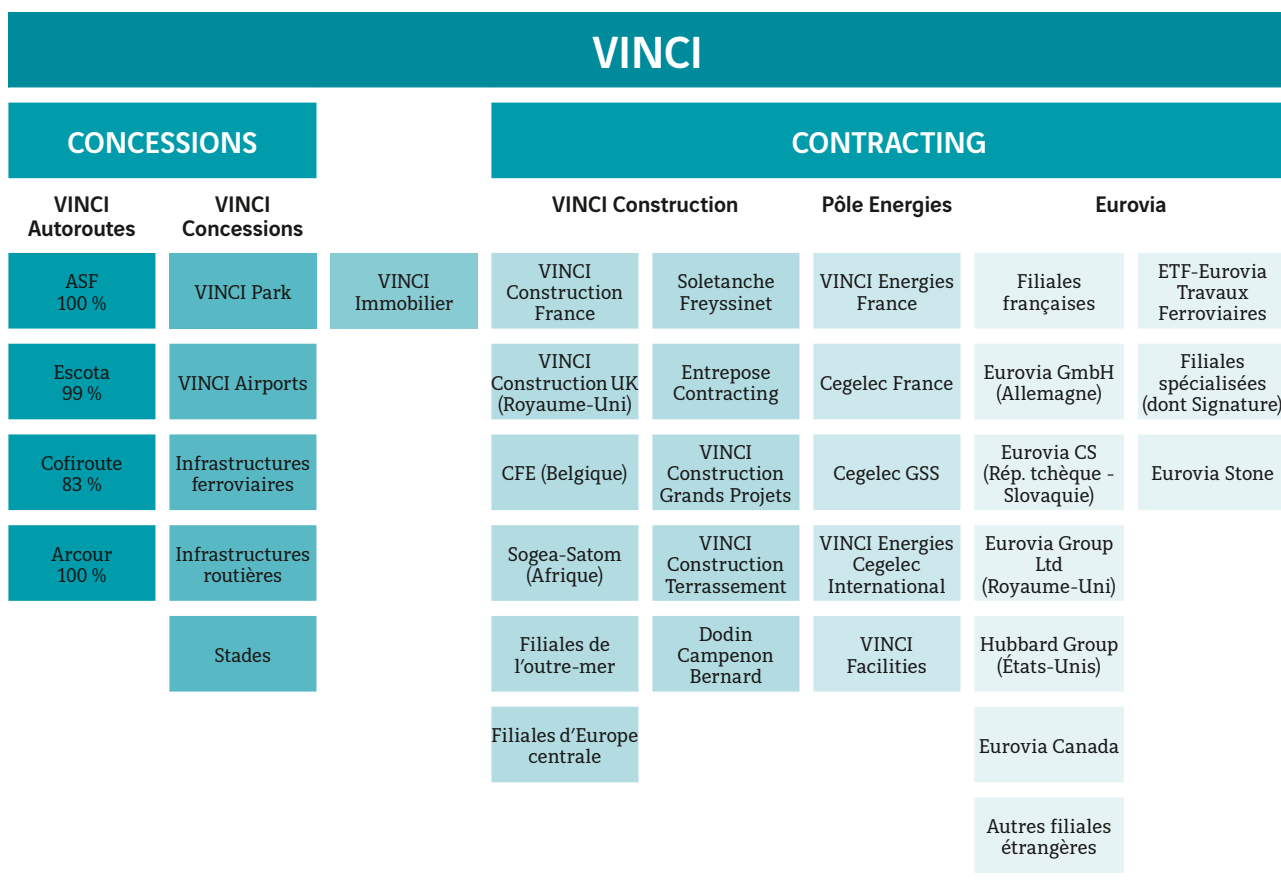 VINCI
CONCESSIONS
CONTRACTING
VINCI
Autoroutes
VINCI
Concessions
VINCI Construction
Pôle Energies
Eurovia
ASF
100 %
VINCI Park
VINCI
Immobilier
VINCI
Construction
France
Soletanche
Freyssinet
VINCI Energies
France
Filiales
françaises
ETF-Eurovia
Travaux
Ferroviaires
Escota
99 %
VINCI Airports
VINCI
Construction UK
(Royaume-Uni)
Entrepose
Contracting
Cegelec France
Eurovia GmbH
(Allemagne)
Filiales
spécialisées
(dont Signature)
Cofiroute
83 %
Infrastructures
ferroviaires
CFE (Belgique)
VINCI
Construction
Grands Projets
Cegelec GSS
Eurovia CS
(Rép. tchèque -
Slovaquie)
Eurovia Stone
Arcour
100 %
Infrastructures
routières
Sogea-Satom
(Afrique)
VINCI
Construction
Terrassement
VINCI Energies
Cegelec
International
Eurovia Group
Ltd
(Royaume-Uni)
Stades
Filiales de
l'outre-mer
Dodin
Campenon
Bernard
VINCI
Facilities
Hubbard Group
(États-Unis)
Filiales d'Europe
centrale
Eurovia Canada
Autres filiales
étrangères